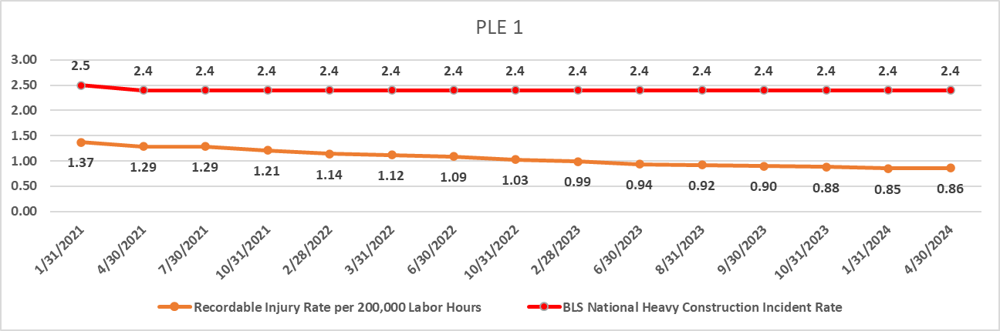 PLE 1
3.00
2.50
2.00
1.50
1.00
0.50
0.00
2.5 2.4 2.4 2.4 2.4 2.4 2.4 2.4 2.4 2.4 2.4 2.4 2.4 2.4 2.4
1.37 1.29 1.29 1.21 1.14 1.12 1.09 1.03 0.99 0.94 0.92 0.90 0.88 0.85 0.86
1/31/2021 4/30/2021 7/30/2021 10/31/2021 2/28/2022 3/31/2022 6/30/2022 10/31/2022 2/28/2023 6/30/2023 8/31/2023 9/30/2023 10/31/2023 1/31/2024 4/30/2024
Recordable Injury Rate per 200,000 Labor Hours BLS National Heavy Construction Incident Rate